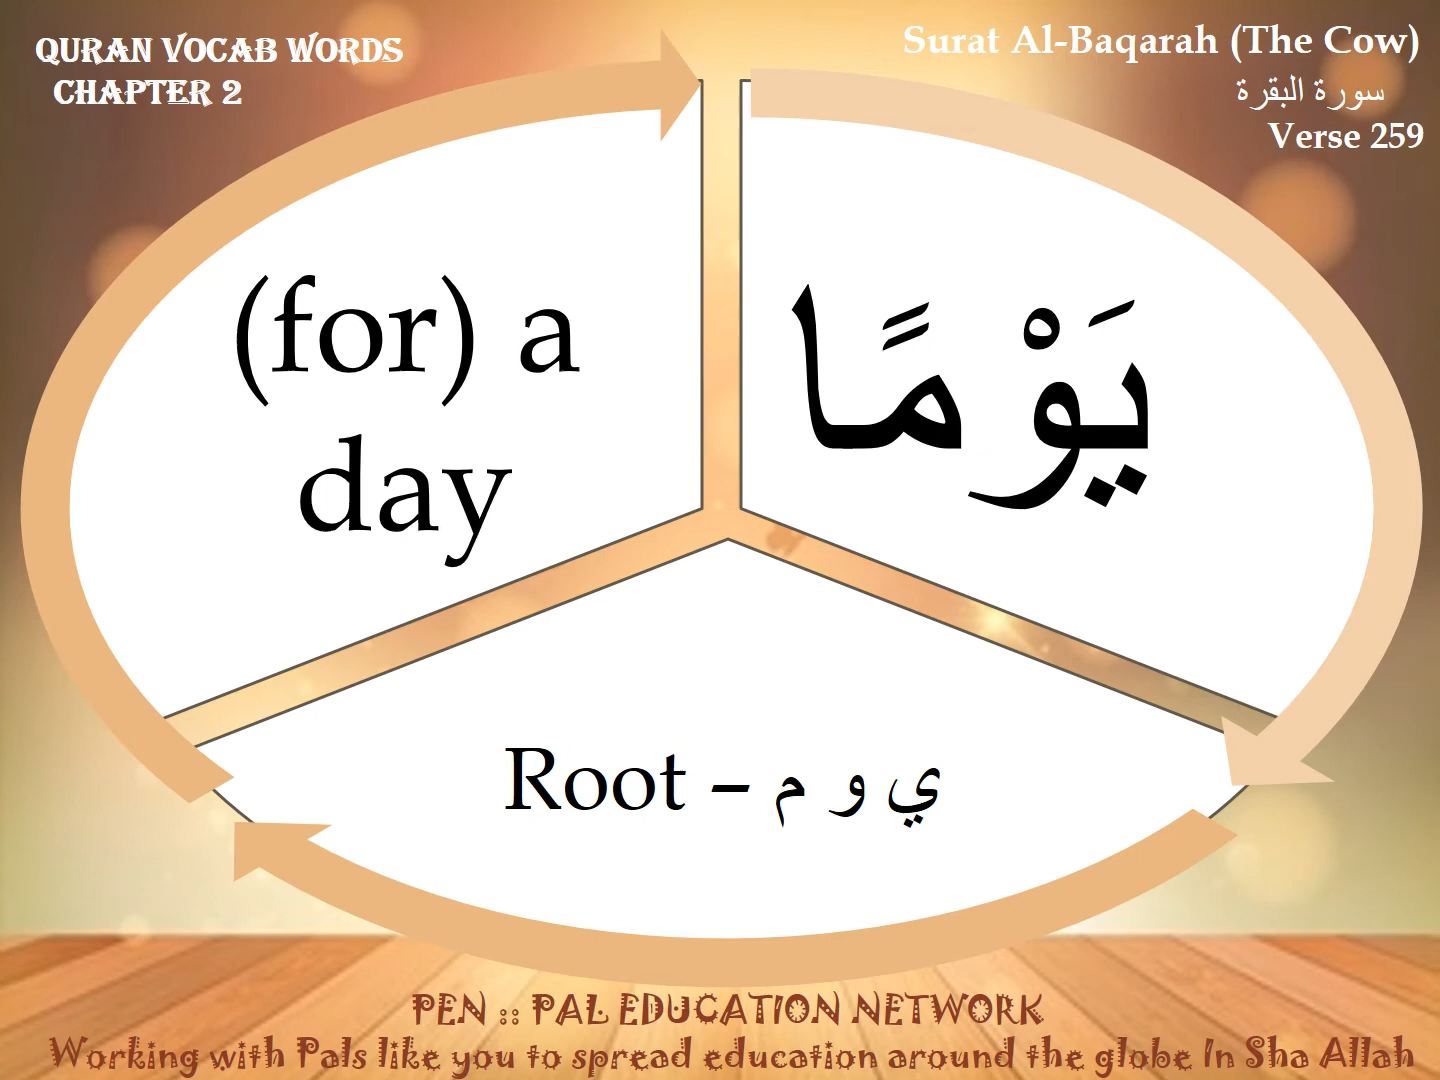 QURAN VOCAB WORDS
CHAPTER 2
Surat Al-Baqarah (The Cow)
سورة البقرة
Verse 259
(for) a
day
يَوْمًا
Root – ي و م
PEN :: PAL EDUCATION NETWORK
Working with Pals like you to spread education around the globe In Sha Allah